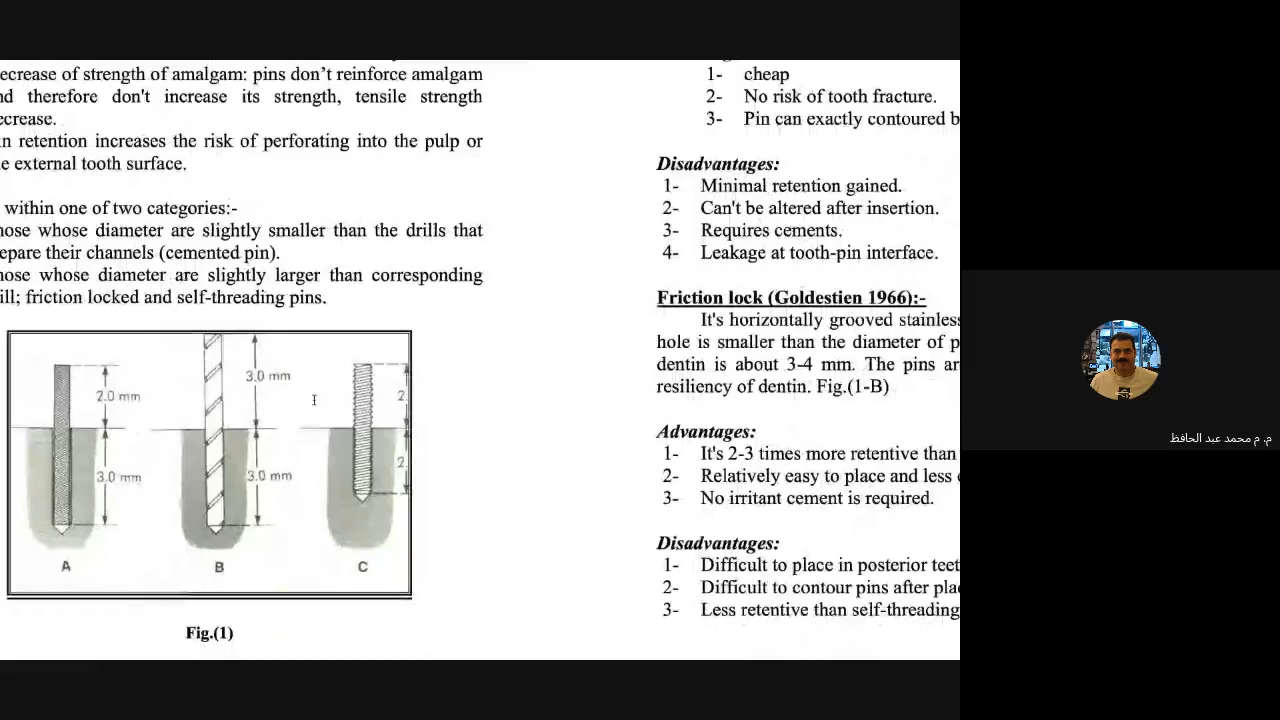 ecrease of strength of amalgam: pins don't reinforce amalgam
nd therefore don't increase its strength, tensile strength
ecrease.
in retention increases the risk of perforating into the pulp or
e external tooth surface.
within one of two categories:-
nose whose diameter are slightly smaller than the drills that
epare their channels (cemented pin).
nose whose diameter are slightly larger than corresponding
ill; friction locked and self-threading pins.
2.0 mm
3.0 mm
A
3.0 mm
3.0 mm
B
2.
2.
C
Fig.(1)
1- cheap
2- No risk of tooth fracture.
3- Pin can exactly contoured b
Disadvantages:
1- Minimal retention gained.
2- Can't be altered after insertion.
3- Requires cements.
4- Leakage at tooth-pin interface.
Friction lock (Goldestien 1966):-
It's horizontally grooved stainless
hole is smaller than the diameter of p
dentin is about 3-4 mm. The pins ar
resiliency of dentin. Fig.(1-B)
Advantages:
1- It's 2-3 times more retentive than
2- Relatively easy to place and less
3- No irritant cement is required.
Disadvantages:
1- Difficult to place in posterior teet
2- Difficult to contour pins after pla
3- Less retentive than self-threading
م. م محمد عبد الحافظ